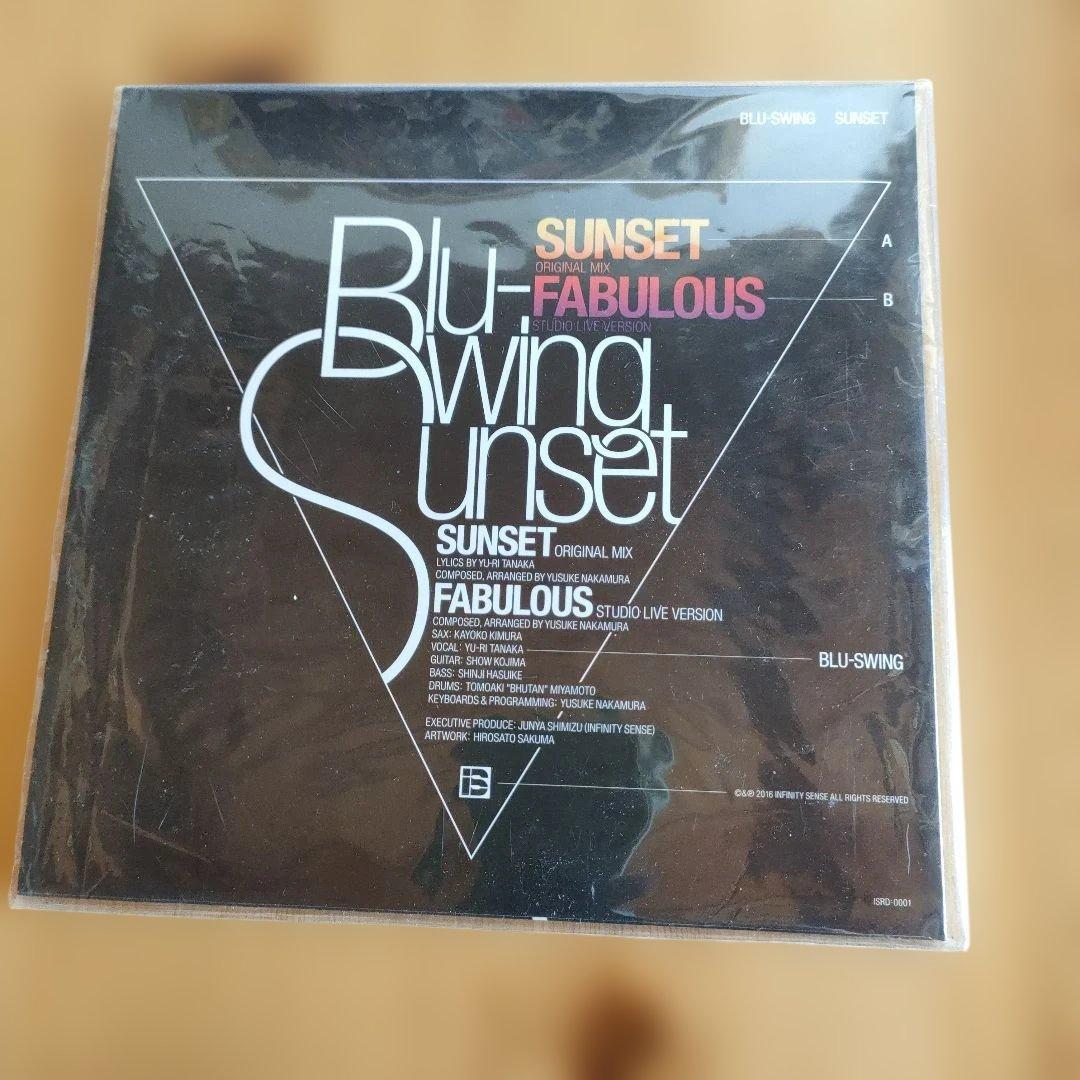 BLU-SWING SUNSET
SUNSET A
ORIGINAL MIX
FABULOUS B
STUDIO LIVE VERSION
Blu-
Swing
Sunset
SUNSET ORIGINAL MIX
LYLICS BY YU-RI TANAKA
COMPOSED, ARRANGED BY YUSUKE NAKAMURA
FABULOUS STUDIO LIVE VERSION
COMPOSED, ARRANGED BY YUSUKE NAKAMURA
SAX: KAYOKO KIMURA
VOCAL: YU-RI TANAKA
GUITAR: SHOW KOJIMA
BASS: SHINJI HASUIKE
DRUMS: TOMOAKI "BHUTAN" MIYAMOTO
KEYBOARDS & PROGRAMMING: YUSUKE NAKAMURA
BLU-SWING
EXECUTIVE PRODUCE: JUNYA SHIMIZU (INFINITY SENSE)
ARTWORK: HIROSATO SAKUMA
iS
©&℗ 2016 INFINITY SENSE ALL RIGHTS RESERVED
ISRD-0001